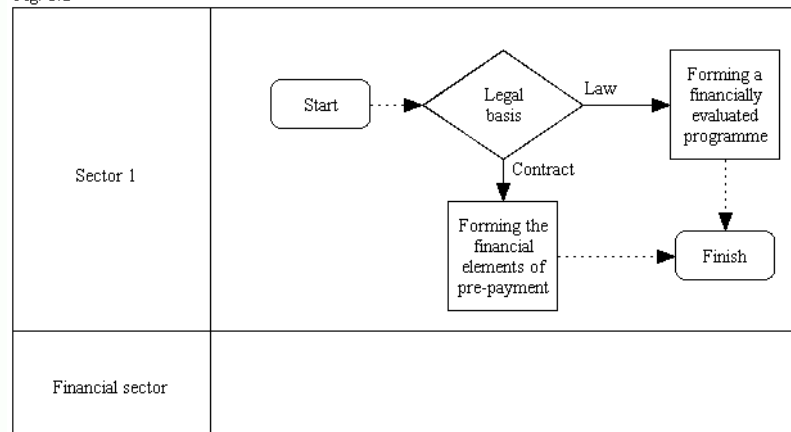 Start
Legal
basis
Law
Forming a
financially
evaluated
programme
Sector 1
Contract
Forming the
financial
elements of
pre-payment
Finish
Financial sector